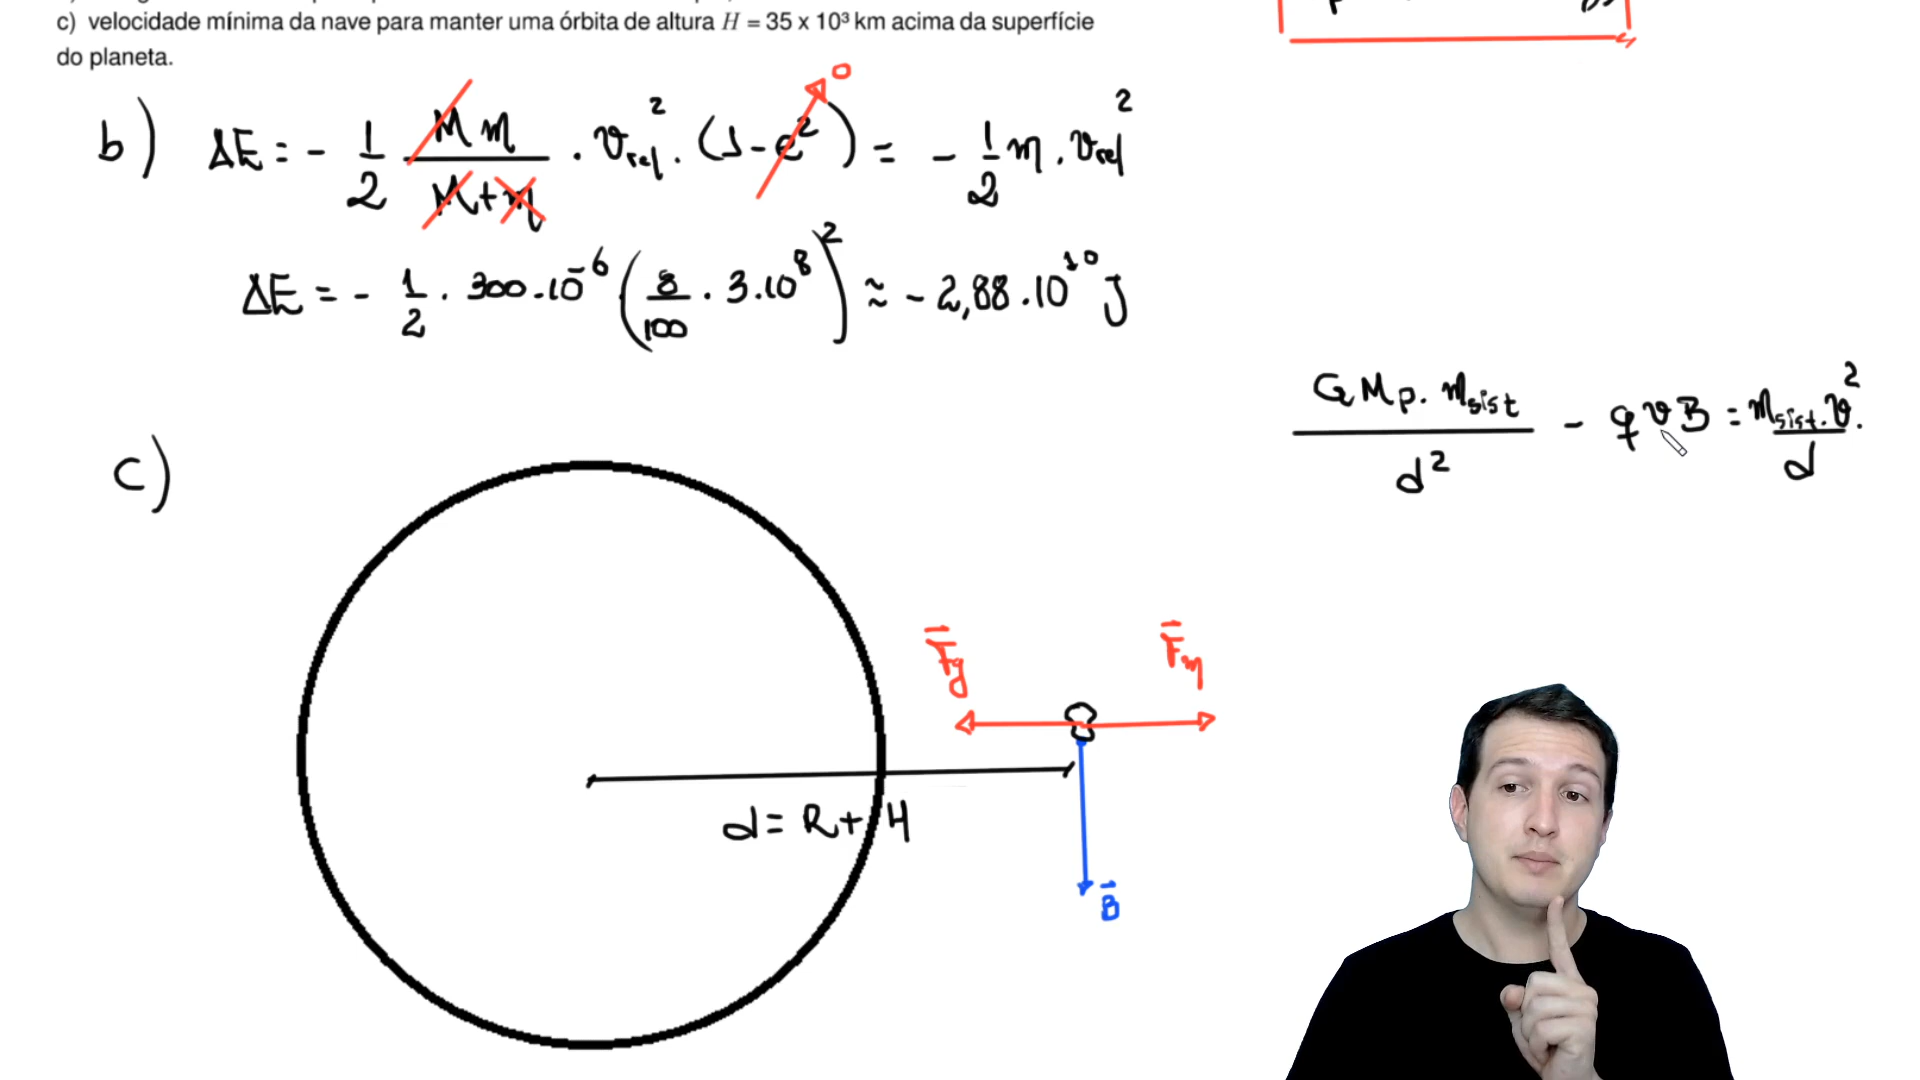 c) velocidade mínima da nave para manter uma órbita de altura H = 35 x 10³ km acima da superfície
do planeta.
b) ΔE = - 1/2 Mm/(M+m) . v²rel . (1 - e²) = - 1/2 m . v²rel
0
ΔE = - 1/2 . 300 . 10⁻⁶ (8/100 . 3.10⁸)² ≈ - 2,88 . 10¹⁰ J
GMp. msist / d² - qvB = msist . v² / d
c)
Fg
Fm
d = R + H
B